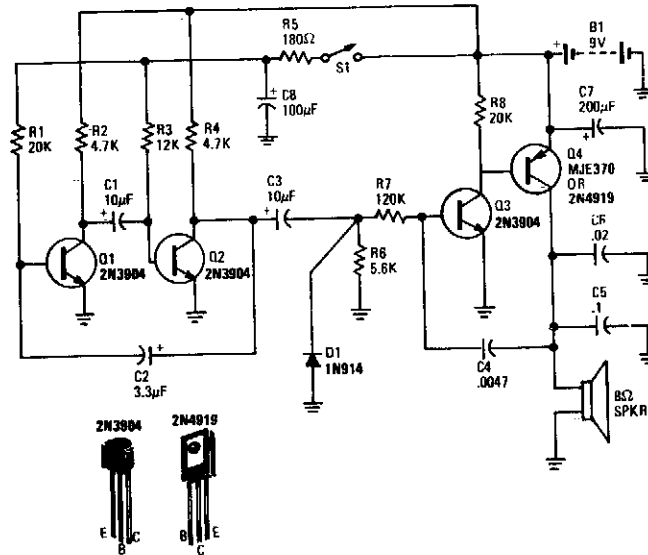 R5
180Ω
S1
B1
9V
+
+
C8
100µF
C7
200µF
+
R1
20K
R2
4.7K
R3
12K
R4
4.7K
R8
20K
C1
10µF
+
C3
10µF
+
R7
120K
Q4
MJE370
OR
2N4919
Q3
2N3904
Q1
2N3904
Q2
2N3904
R6
5.6K
C6
.02
C5
.1
D1
1N914
C2
3.3µF
+
C4
.0047
8Ω
SPKR
2N3904
2N4919
E
B
C
B
C
E